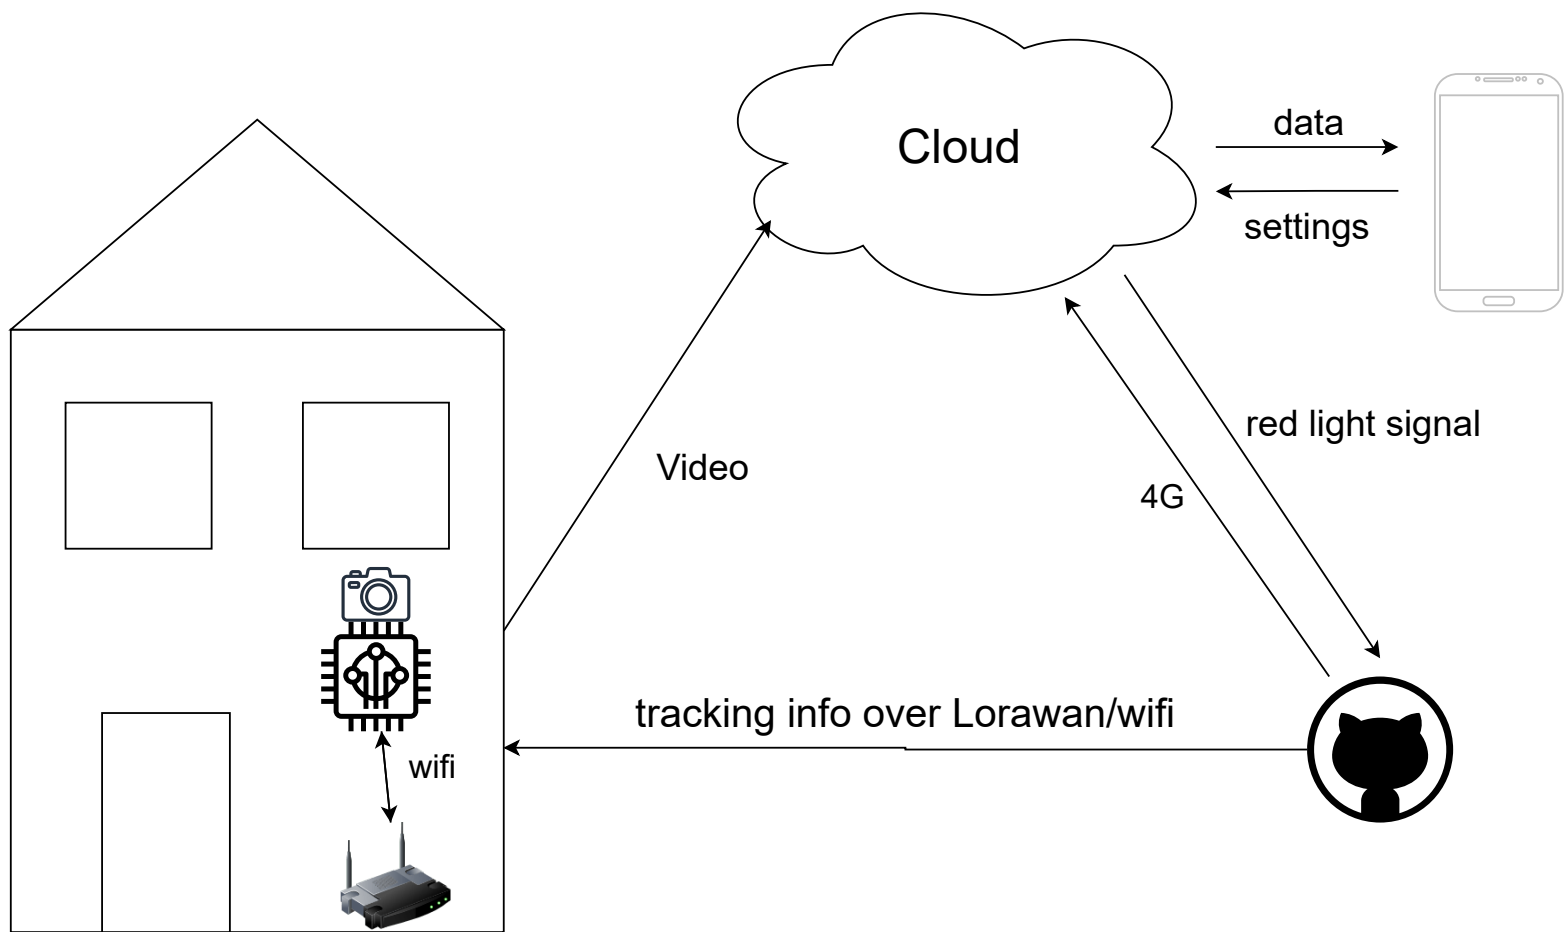 Cloud
data
settings
red light signal
Video
4G
tracking info over Lorawan/wifi
wifi